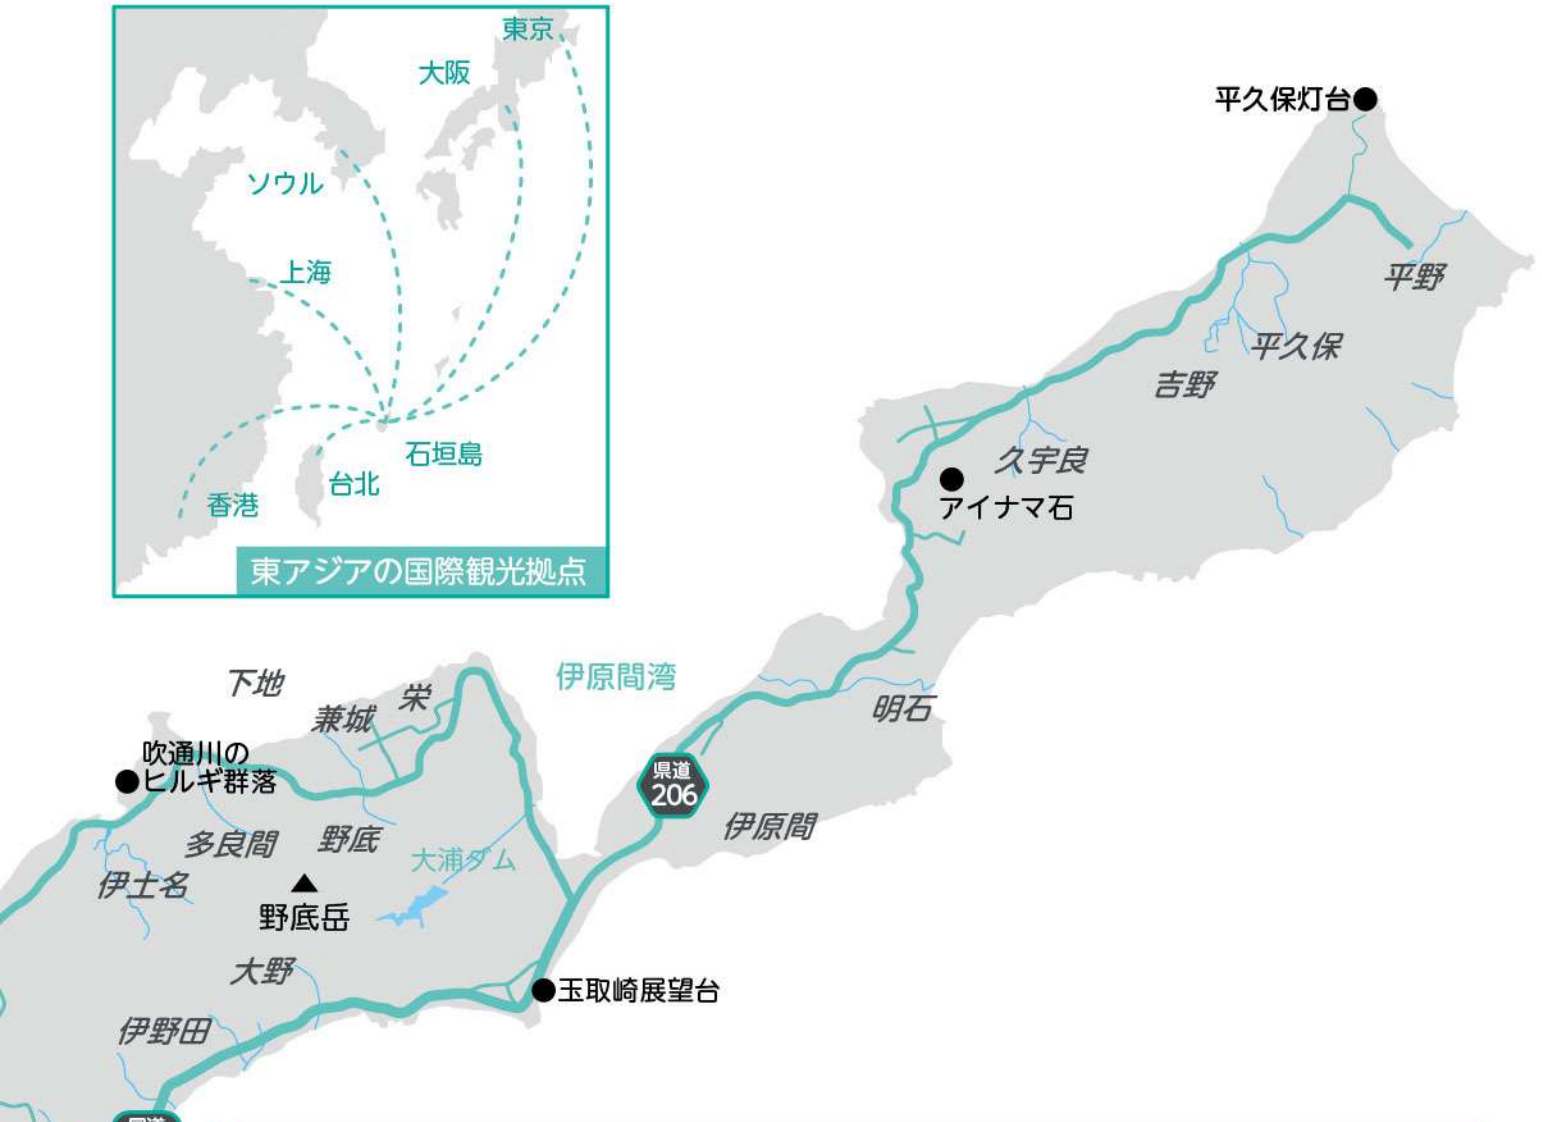 東京
大阪
ソウル
上海
石垣島
台北
香港
東アジアの国際観光拠点
平久保灯台
平野
平久保
吉野
久宇良
アイナマ石
伊原間湾
下地
栄
兼城
明石
吹通川の
ヒルギ群落
県道
206
伊原間
多良間
野底
大浦ダム
伊土名
野底岳
大野
玉取崎展望台
伊野田